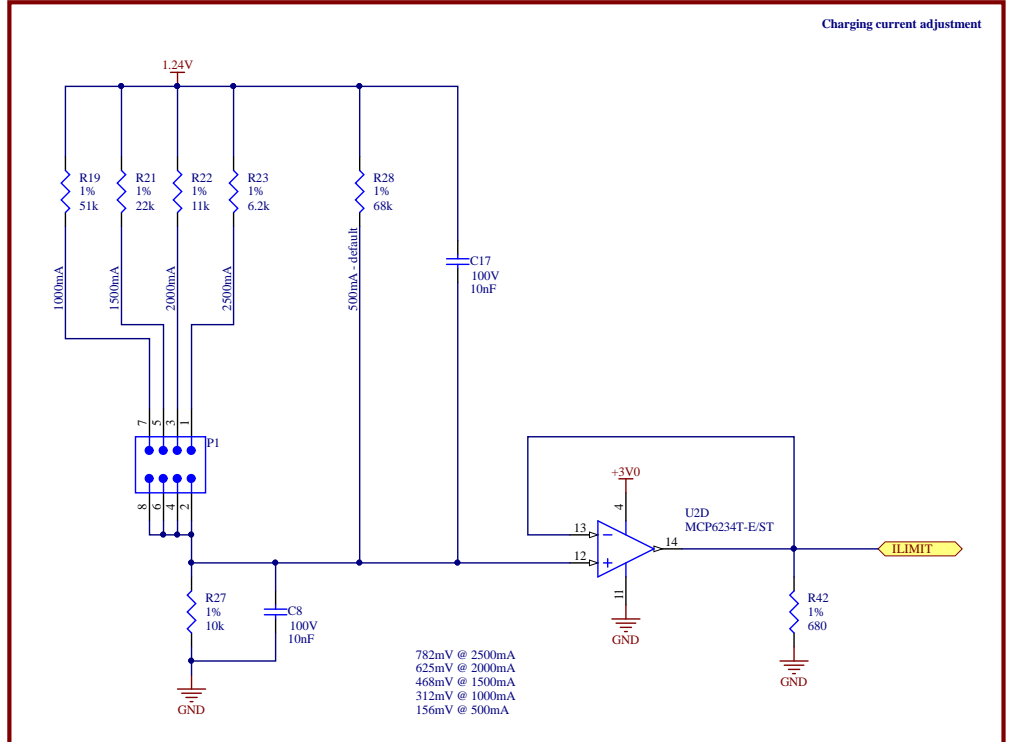 Charging current adjustment
1.24V
R19
1%
51k
R21
1%
22k
R22
1%
11k
R23
1%
6.2k
R28
1%
68k
1000mA
1500mA
2000mA
2500mA
500mA - default
C17
100V
10nF
7
5
3
1
P1
8
6
4
2
+3V0
4
U2D
MCP6234T-E/ST
13
12
14
11
GND
ILIMIT
R27
1%
10k
C8
100V
10nF
GND
R42
1%
680
GND
782mV @ 2500mA
625mV @ 2000mA
468mV @ 1500mA
312mV @ 1000mA
156mV @ 500mA